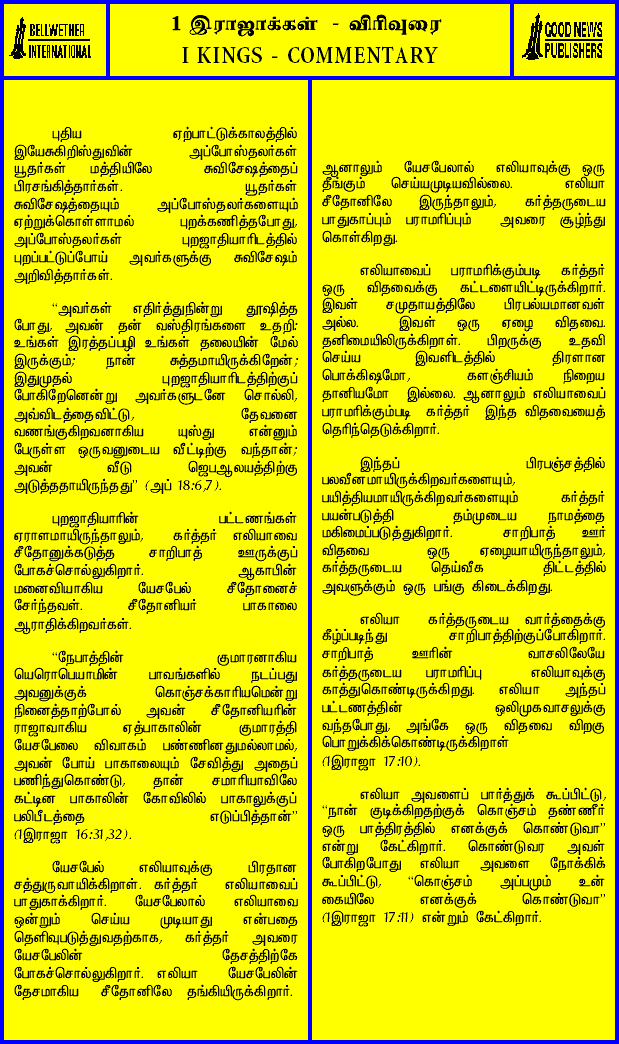 BELLWETHER
INTERNATIONAL
1 இராஜாக்கள் - விரிவுரை
I KINGS - COMMENTARY
GOOD NEWS
PUBLISHERS
புதிய ஏற்பாட்டுக்காலத்தில்
இயேசுகிறிஸ்துவின் அப்போஸ்தலர்கள்
யூதர்கள் மத்தியிலே சுவிசேஷத்தைப்
பிரசங்கித்தார்கள். யூதர்கள்
சுவிசேஷத்தையும் அப்போஸ்தலர்களையும்
ஏற்றுக்கொள்ளாமல் புறக்கணித்தபோது,
அப்போஸ்தலர்கள் புறஜாதியாரிடத்தில்
புறப்பட்டுப்போய் அவர்களுக்கு சுவிசேஷம்
அறிவித்தார்கள்.
“அவர்கள் எதிர்த்துநின்று தூஷித்த
போது, அவன் தன் வஸ்திரங்களை உதறி:
உங்கள் இரத்தப்பழி உங்கள் தலையின் மேல்
இருக்கும்; நான் சுத்தமாயிருக்கிறேன்;
இதுமுதல் புறஜாதியாரிடத்திற்குப்
போகிறேனென்று அவர்களுடனே சொல்லி,
அவ்விடத்தைவிட்டு, தேவனை
வணங்குகிறவனாகிய யுஸ்து என்னும்
பேருள்ள ஒருவனுடைய வீட்டிற்கு வந்தான்;
அவன் வீடு ஜெபஆலயத்திற்கு
அடுத்ததாயிருந்தது” (அப் 18:6,7).
புறஜாதியாரின் பட்டணங்கள்
ஏராளமாயிருந்தாலும், கர்த்தர் எலியாவை
சீதோனுக்கடுத்த சாறிபாத் ஊருக்குப்
போகச்சொல்லுகிறார். ஆகாபின்
மனைவியாகிய யேசபேல் சீதோனைச்
சேர்ந்தவள். சீதோனியர் பாகாலை
ஆராதிக்கிறவர்கள்.
“நேபாத்தின் குமாரனாகிய
யெரொபெயாமின் பாவங்களில் நடப்பது
அவனுக்குக் கொஞ்சக்காரியமென்று
நினைத்தாற்போல் அவன் சீதோனியரின்
ராஜாவாகிய ஏத்பாகாலின் குமாரத்தி
யேசபேலை விவாகம் பண்ணினதுமல்லாமல்,
அவன் போய் பாகாலையும் சேவித்து அதைப்
பணிந்துகொண்டு, தான் சமாரியாவிலே
கட்டின பாகாலின் கோவிலில் பாகாலுக்குப்
பலிபீடத்தை எடுப்பித்தான்”
(1இராஜா 16:31,32).
யேசபேல் எலியாவுக்கு பிரதான
சத்துருவாயிக்கிறாள். கர்த்தர் எலியாவைப்
பாதுகாக்கிறார். யேசபேலால் எலியாவை
ஒன்றும் செய்ய முடியாது என்பதை
தெளிவுபடுத்துவதற்காக, கர்த்தர் அவரை
யேசபேலின் தேசத்திற்கே
போகச்சொல்லுகிறார். எலியா யேசபேலின்
தேசமாகிய சீதோனிலே தங்கியிருக்கிறார்.
ஆனாலும் யேசபேலால் எலியாவுக்கு ஒரு
தீங்கும் செய்யமுடியவில்லை. எலியா
சீதோனிலே இருந்தாலும், கர்த்தருடைய
பாதுகாப்பும் பராமரிப்பும் அவரை சூழ்ந்து
கொள்கிறது.
எலியாவைப் பராமரிக்கும்படி கர்த்தர்
ஒரு விதவைக்கு கட்டளையிட்டிருக்கிறார்.
இவள் சமுதாயத்திலே பிரபல்யமானவள்
அல்ல. இவள் ஒரு ஏழை விதவை.
தனிமையிலிருக்கிறாள். பிறருக்கு உதவி
செய்ய இவளிடத்தில் திரளான
பொக்கிஷமோ, களஞ்சியம் நிறைய
தானியமோ இல்லை. ஆனாலும் எலியாவைப்
பராமரிக்கும்படி கர்த்தர் இந்த விதவையைத்
தெரிந்தெடுக்கிறார்.
இந்தப் பிரபஞ்சத்தில்
பலவீனமாயிருக்கிறவர்களையும்,
பயித்தியமாயிருக்கிறவர்களையும் கர்த்தர்
பயன்படுத்தி தம்முடைய நாமத்தை
மகிமைப்படுத்துகிறார். சாறிபாத் ஊர்
விதவை ஒரு ஏழையாயிருந்தாலும்,
கர்த்தருடைய தெய்வீக திட்டத்தில்
அவளுக்கும் ஒரு பங்கு கிடைக்கிறது.
எலியா கர்த்தருடைய வார்த்தைக்கு
கீழ்ப்படிந்து சாறிபாத்திற்குப்போகிறார்.
சாறிபாத் ஊரின் வாசலிலேயே
கர்த்தருடைய பராமரிப்பு எலியாவுக்கு
காத்துகொண்டிருக்கிறது. எலியா அந்தப்
பட்டணத்தின் ஒலிமுகவாசலுக்கு
வந்தபோது, அங்கே ஒரு விதவை விறகு
பொறுக்கிக்கொண்டிருக்கிறாள்
(1இராஜா 17:10).
எலியா அவளைப் பார்த்துக் கூப்பிட்டு,
“நான் குடிக்கிறதற்குக் கொஞ்சம் தண்ணீர்
ஒரு பாத்திரத்தில் எனக்குக் கொண்டுவா”
என்று கேட்கிறார். கொண்டுவர அவள்
போகிறபோது எலியா அவளை நோக்கிக்
கூப்பிட்டு, “கொஞ்சம் அப்பமும் உன்
கையிலே எனக்குக் கொண்டுவா”
(1இராஜா 17:11) என்றும் கேட்கிறார்.